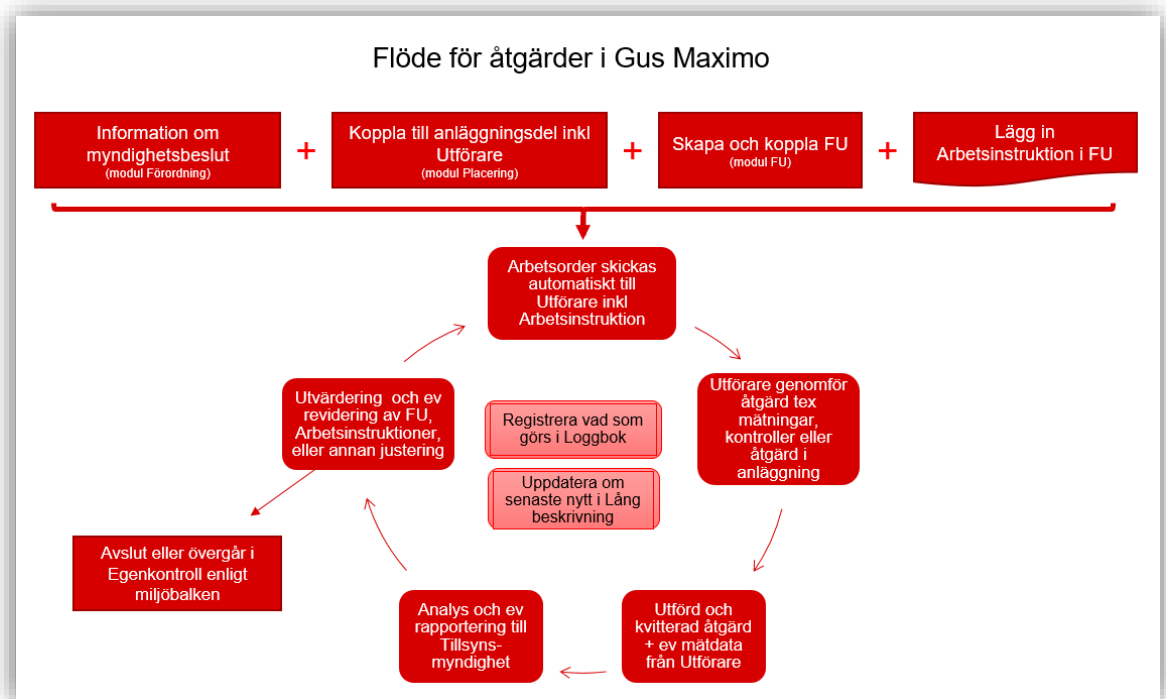 Flöde för åtgärder i Gus Maximo
Information om
myndighetsbeslut
(modul Förordning)
+
Koppla till anläggningsdel inkl
Utförare
(modul Placering)
+
Skapa och koppla FU
(modul FU)
+
Lägg in
Arbetsinstruktion i FU
Arbetsorder skickas
automatiskt till
Utförare inkl
Arbetsinstruktion
Utförare genomför
åtgärd tex
mätningar,
kontroller eller
åtgärd i
anläggning
Utförd och
kvitterad åtgärd
+ ev mätdata
från Utförare
Analys och ev
rapportering till
Tillsyns-
myndighet
Utvärdering och ev
revidering av FU,
Arbetsinstruktioner,
eller annan justering
Registrera vad som
görs i Loggbok
Uppdatera om
senaste nytt i Lång
beskrivning
Avslut eller övergår i
Egenkontroll enligt
miljöbalken